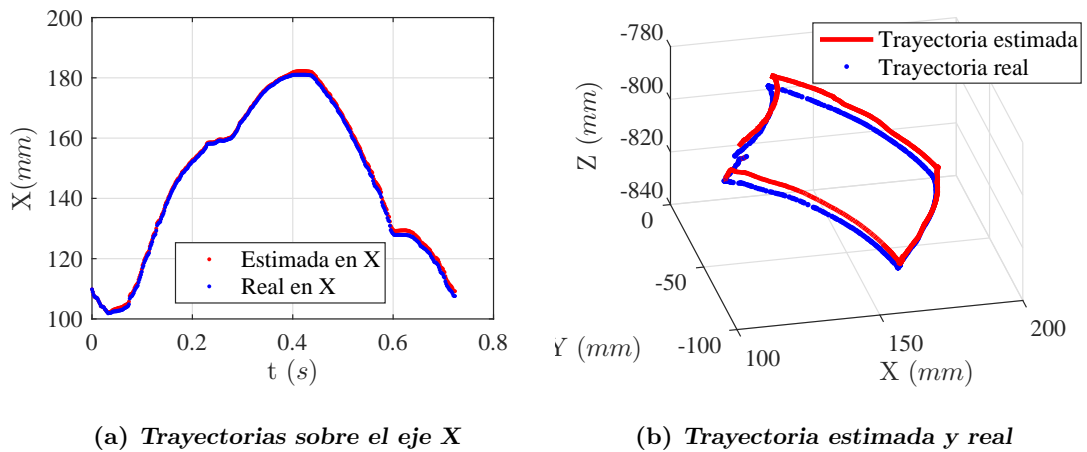 200
180
160
140
120
100
X(mm)
Estimada en X
Real en X
0
0.2
0.4
0.6
0.8
t (s)
(a) Trayectorias sobre el eje X
-780
-800
-820
-840
Z (mm)
Trayectoria estimada
Trayectoria real
0
-50
-100
Y (mm)
100
150
200
X (mm)
(b) Trayectoria estimada y real